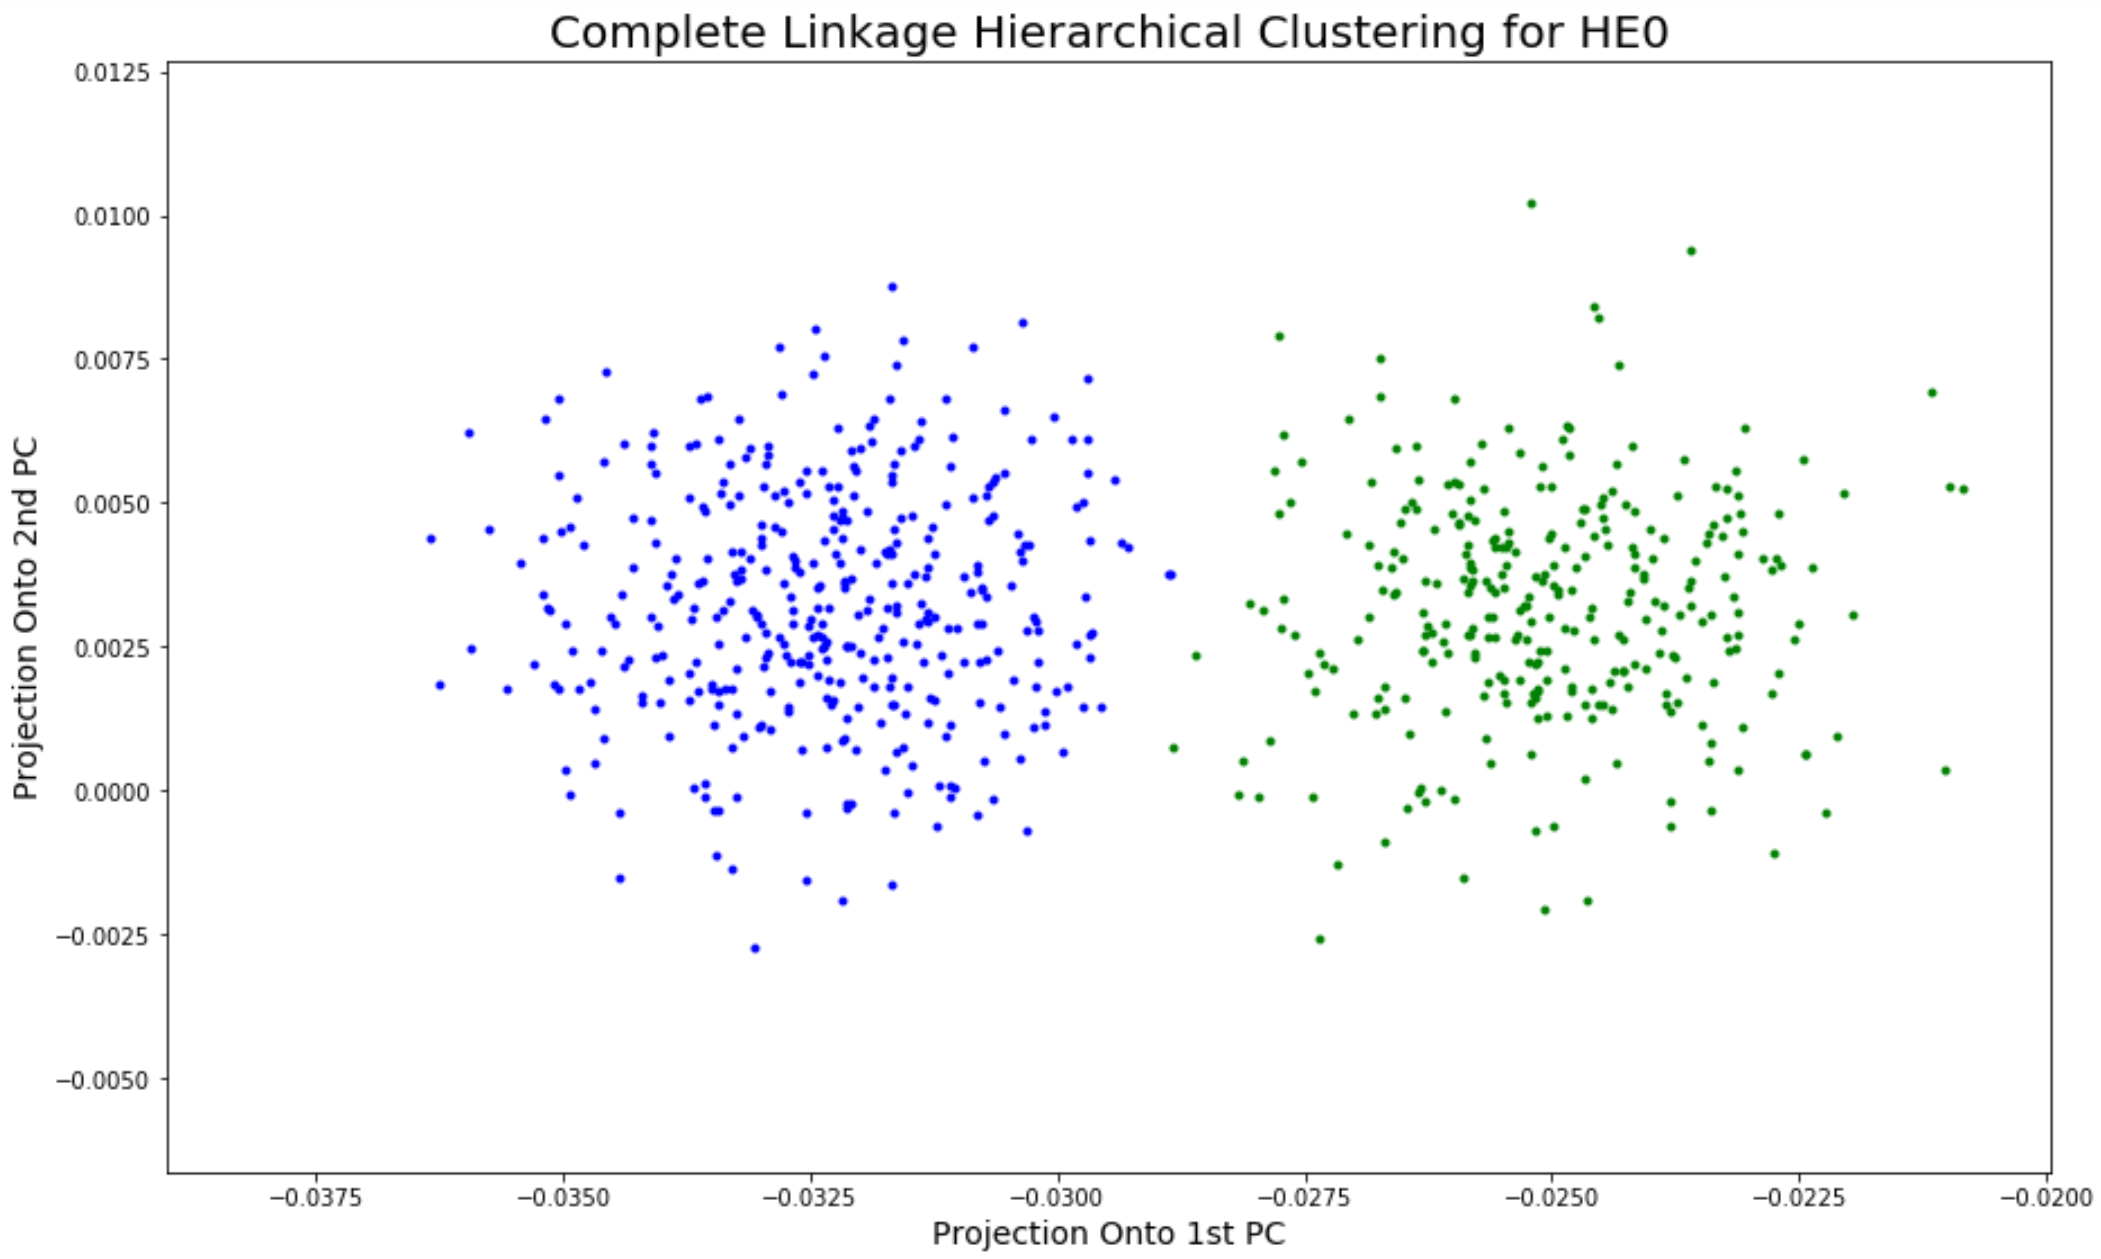 Complete Linkage Hierarchical Clustering for HE0
0.0125
0.0100
0.0075
0.0050
0.0025
0.0000
−0.0025
−0.0050
Projection Onto 2nd PC
−0.0375 −0.0350 −0.0325 −0.0300 −0.0275 −0.0250 −0.0225 −0.0200
Projection Onto 1st PC